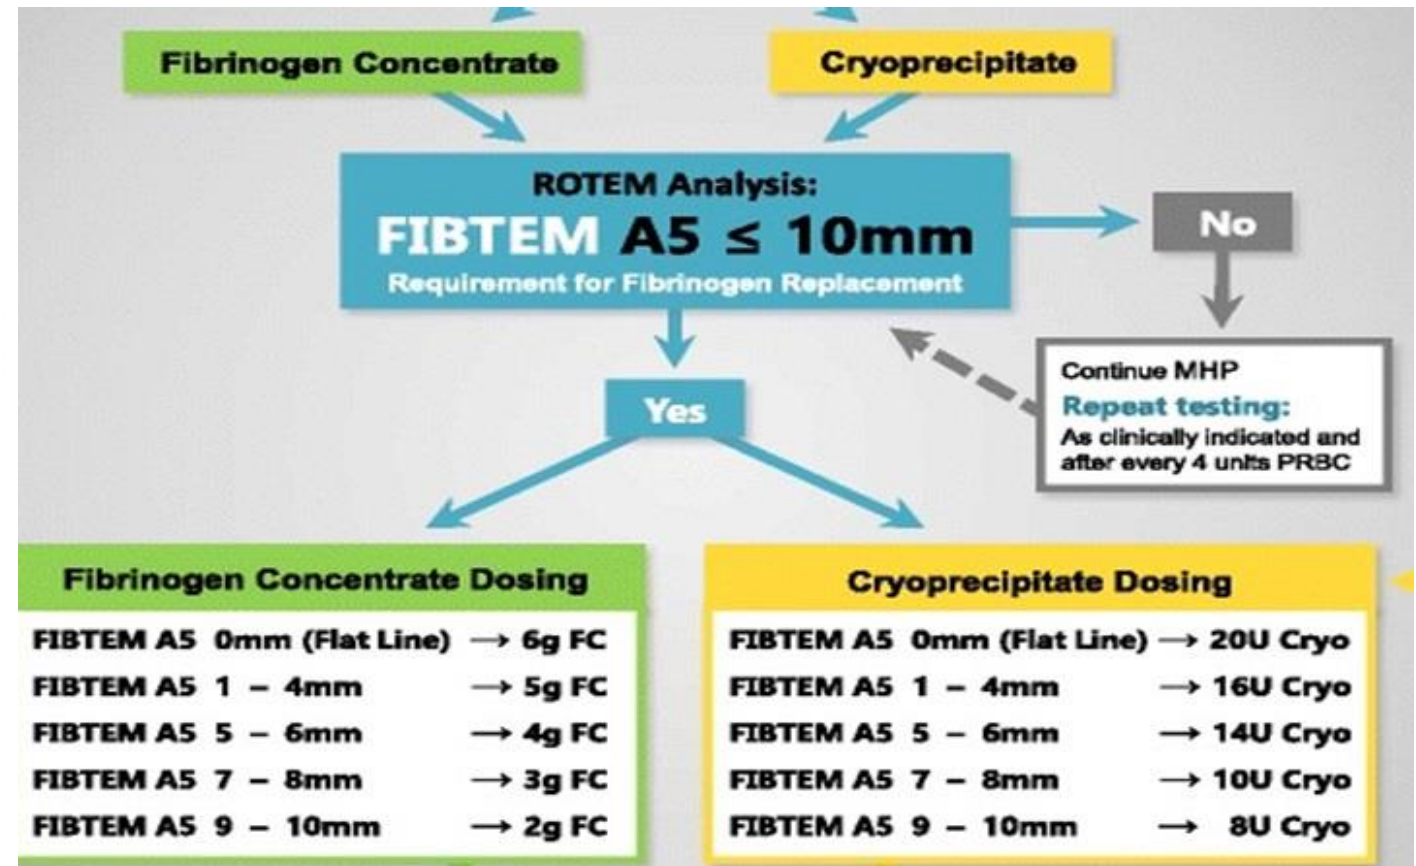 Fibrinogen Concentrate
Cryoprecipitate
ROTEM Analysis:
FIBTEM A5 ≤ 10mm
Requirement for Fibrinogen Replacement
No
Continue MHP
Repeat testing:
As clinically indicated and
after every 4 units PRBC
Yes
Fibrinogen Concentrate Dosing
FIBTEM A5 0mm (Flat Line) → 6g FC
FIBTEM A5 1 – 4mm → 5g FC
FIBTEM A5 5 – 6mm → 4g FC
FIBTEM A5 7 – 8mm → 3g FC
FIBTEM A5 9 – 10mm → 2g FC
Cryoprecipitate Dosing
FIBTEM A5 0mm (Flat Line) → 20U Cryo
FIBTEM A5 1 – 4mm → 16U Cryo
FIBTEM A5 5 – 6mm → 14U Cryo
FIBTEM A5 7 – 8mm → 10U Cryo
FIBTEM A5 9 – 10mm → 8U Cryo